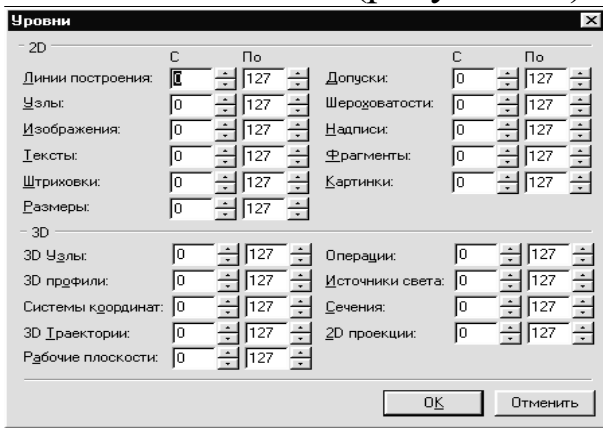 Уровни
2D
С По С По
Линии построения: 0 127 Допуски: 0 127
Узлы: 0 127 Шероховатости: 0 127
Изображения: 0 127 Надписи: 0 127
Тексты: 0 127 Фрагменты: 0 127
Штриховки: 0 127 Картинки: 0 127
Размеры: 0 127
3D
3D Узлы: 0 127 Операции: 0 127
3D профили: 0 127 Источники света: 0 127
Системы координат: 0 127 Сечения: 0 127
3D Траектории: 0 127 2D проекции: 0 127
Рабочие плоскости: 0 127
OK Отменить